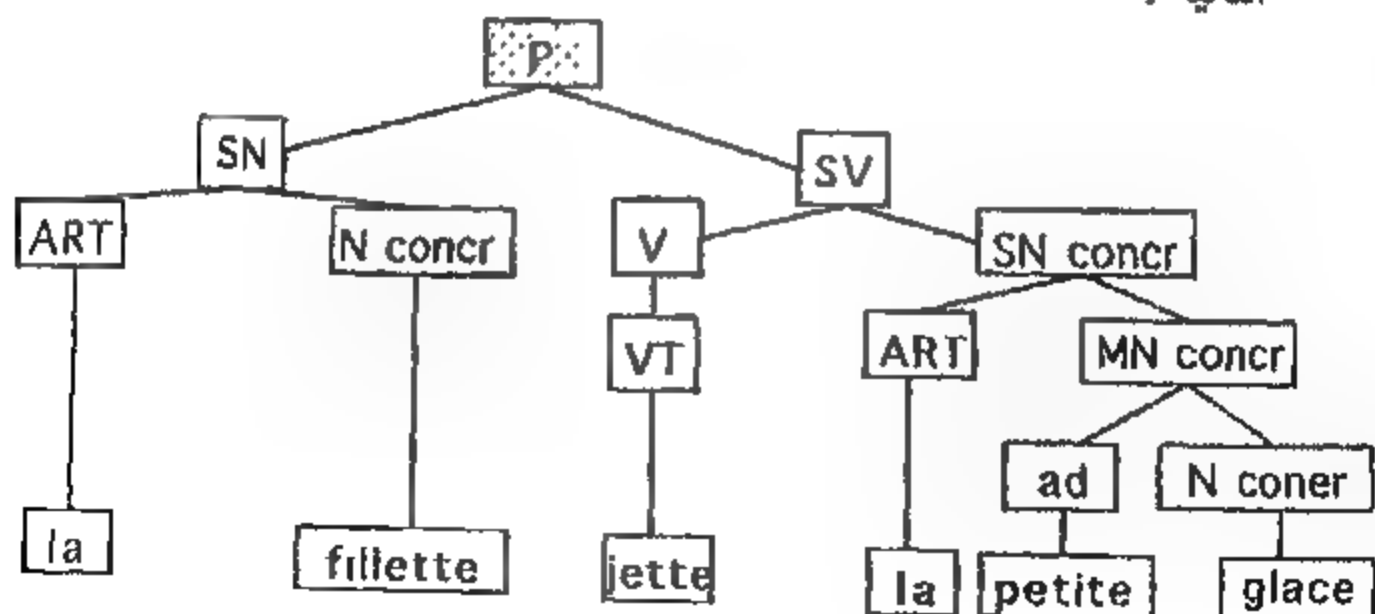 P
SN
SV
ART
N concr
V
SN concr
VT
ART
MN concr
ad
N coner
la
fillette
jette
la
petite
glace